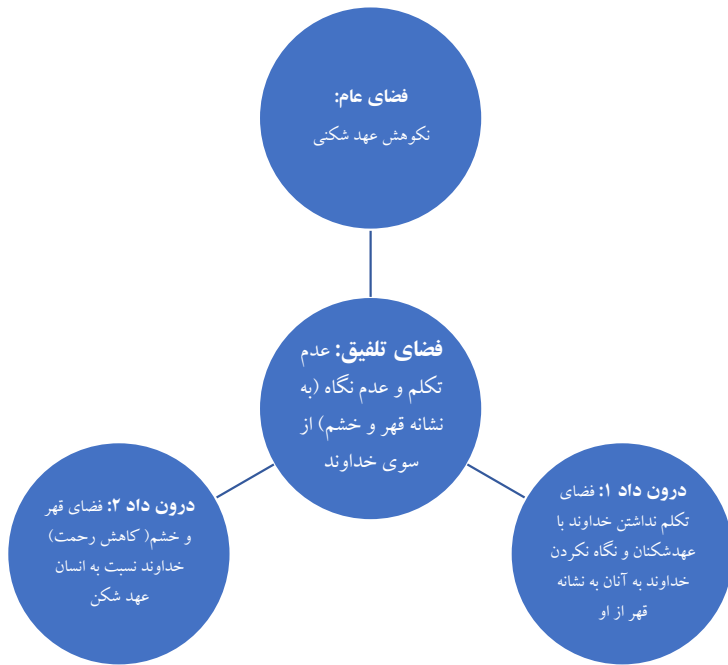 فضای عام:
نکوهش عهد شکنی
فضای تلفیق: عدم
تکلم و عدم نگاه (به
نشانه قهر و خشم) از
سوی خداوند
درون داد ۱: فضای
تکلم نداشتن خداوند با
عهدشکنان و نگاه نکردن
خداوند به آنان به نشانه
قهر از او
درون داد ۲: فضای قهر
و خشم( کاهش رحمت)
خداوند نسبت به انسان
عهد شکن